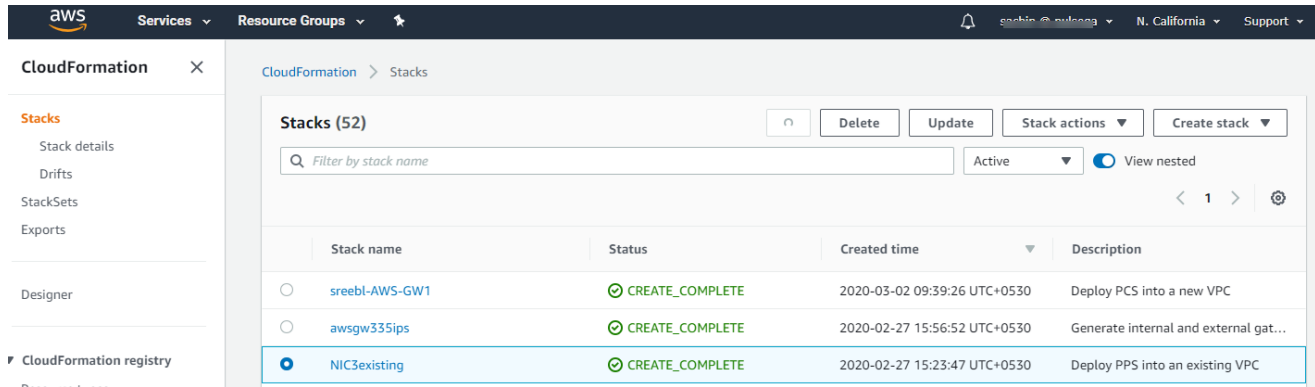 aws Services Resource Groups N. California Support
CloudFormation
CloudFormation > Stacks
Stacks
Stack details
Drifts
StackSets
Exports
Designer
CloudFormation registry
Stacks (52) Delete Update Stack actions Create stack
Filter by stack name Active View nested
< 1 >
Stack name Status Created time Description
sreebl-AWS-GW1 CREATE_COMPLETE 2020-03-02 09:39:26 UTC+0530 Deploy PCS into a new VPC
awsgw335ips CREATE_COMPLETE 2020-02-27 15:56:52 UTC+0530 Generate internal and external gat...
NIC3existing CREATE_COMPLETE 2020-02-27 15:23:47 UTC+0530 Deploy PPS into an existing VPC